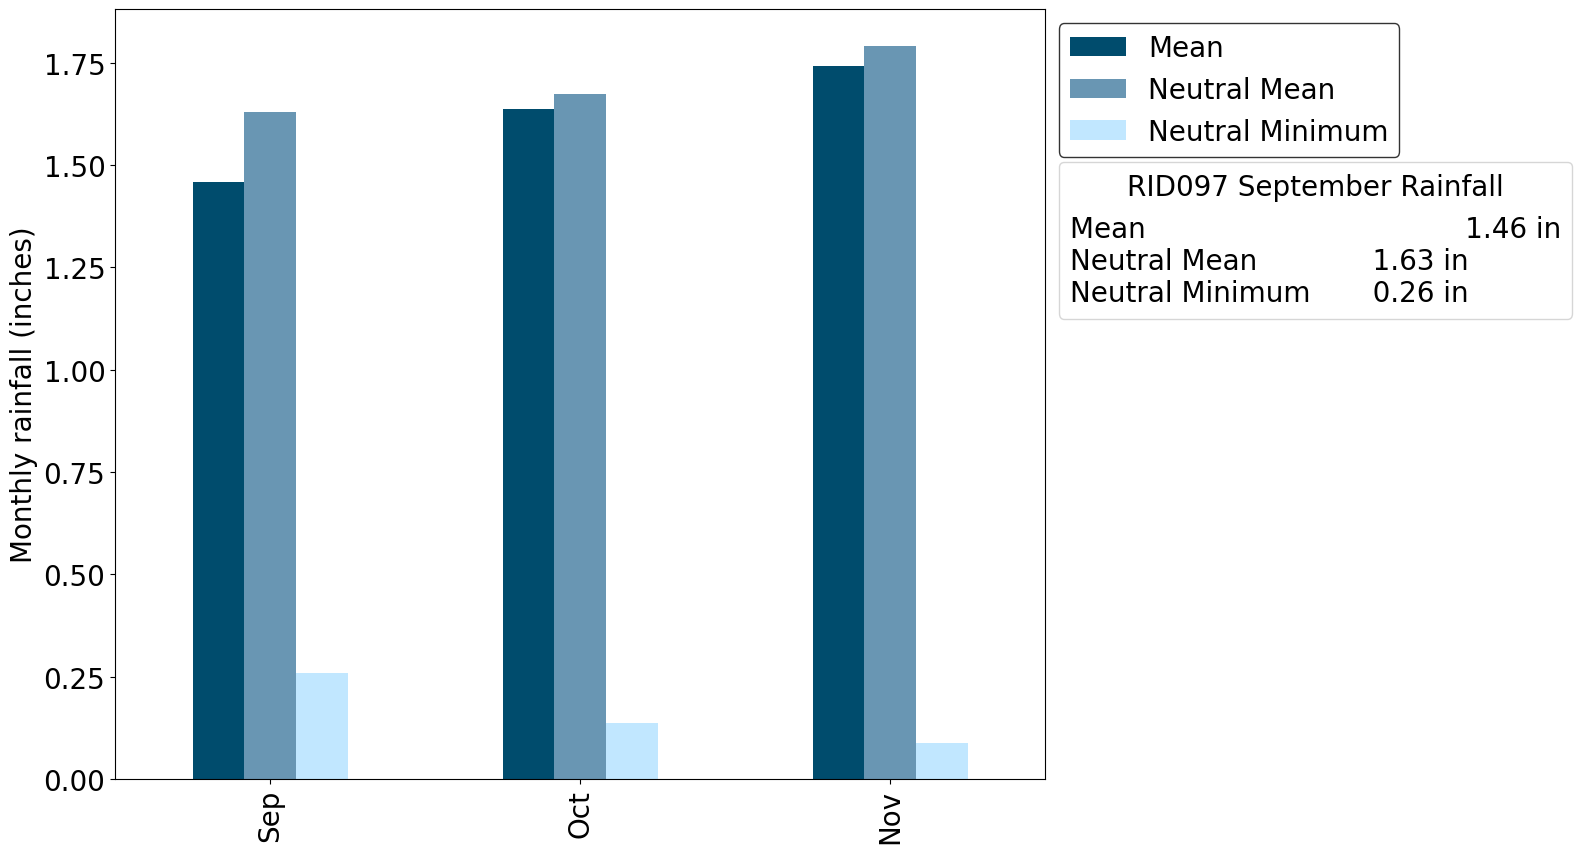 Monthly rainfall (inches)
1.75
1.50
1.25
1.00
0.75
0.50
0.25
0.00
Sep
Oct
Nov
Mean
Neutral Mean
Neutral Minimum
RID097 September Rainfall
Mean 1.46 in
Neutral Mean 1.63 in
Neutral Minimum 0.26 in